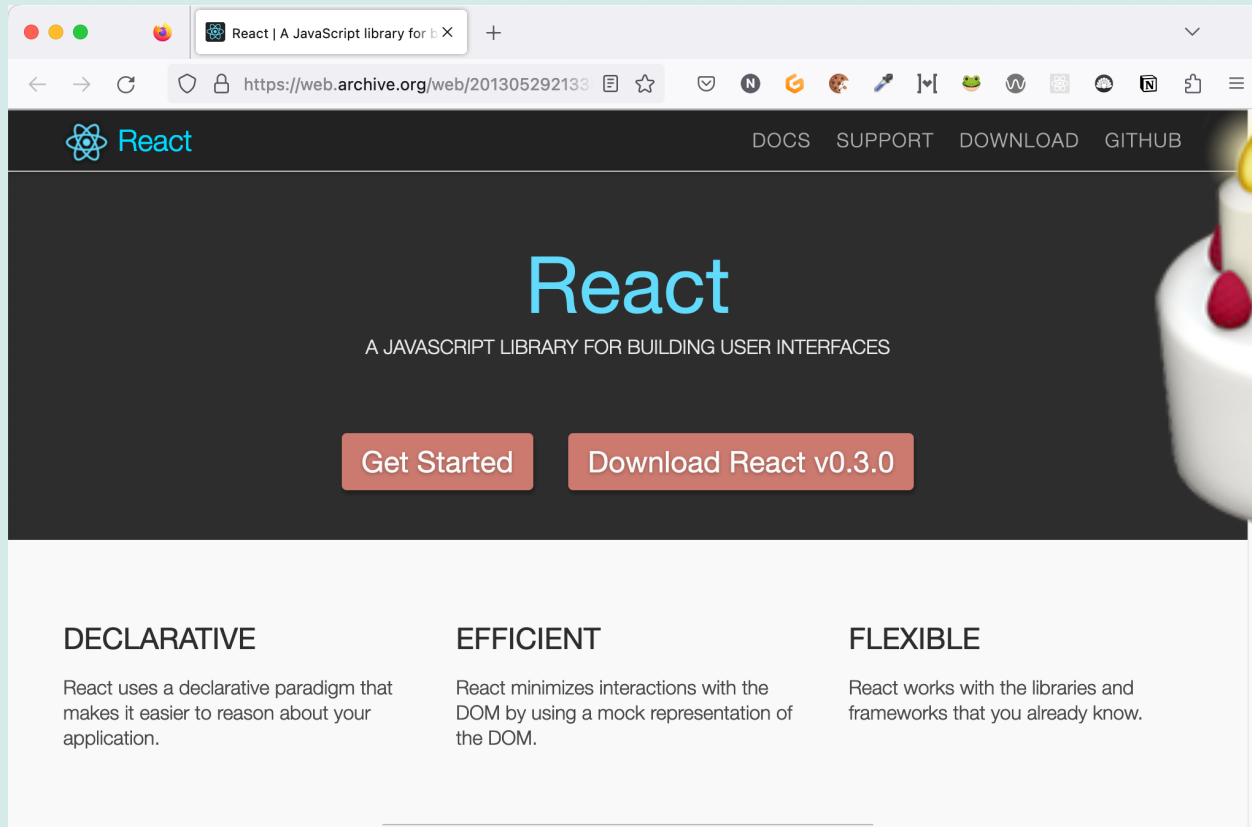 React | A JavaScript library for b
https://web.archive.org/web/201305292133
React
DOCS SUPPORT DOWNLOAD GITHUB
React
A JAVASCRIPT LIBRARY FOR BUILDING USER INTERFACES
Get Started
Download React v0.3.0
DECLARATIVE
React uses a declarative paradigm that
makes it easier to reason about your
application.
EFFICIENT
React minimizes interactions with the
DOM by using a mock representation of
the DOM.
FLEXIBLE
React works with the libraries and
frameworks that you already know.